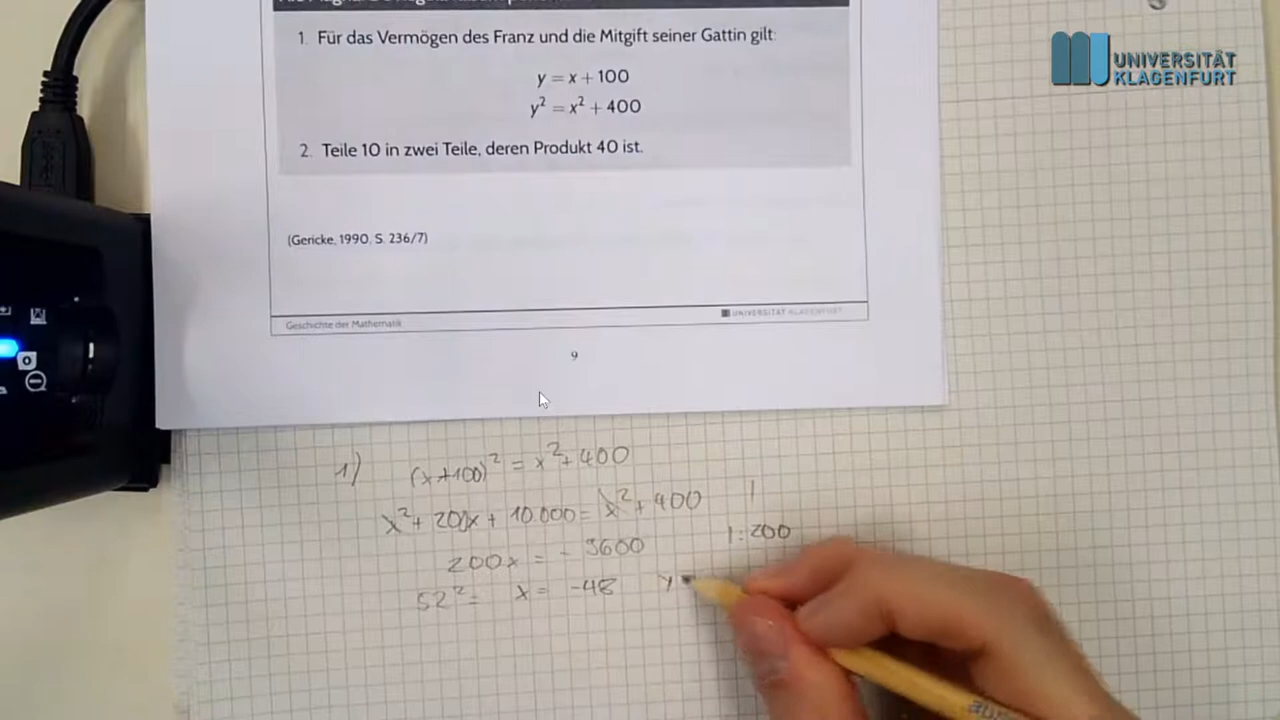 1. Für das Vermögen des Franz und die Mitgift seiner Gattin gilt:
y = x + 100
y² = x² + 400
2. Teile 10 in zwei Teile, deren Produkt 40 ist.
(Gericke, 1990, S. 236/7)
Geschichte der Mathematik
UNIVERSITÄT KLAGENFURT
9
UNIVERSITÄT
KLAGENFURT
1) (x+100)² = x²+400
x² + 200x + 10.000 = x² + 400 |
200x = - 9600 |:200
52² = x = -48 y